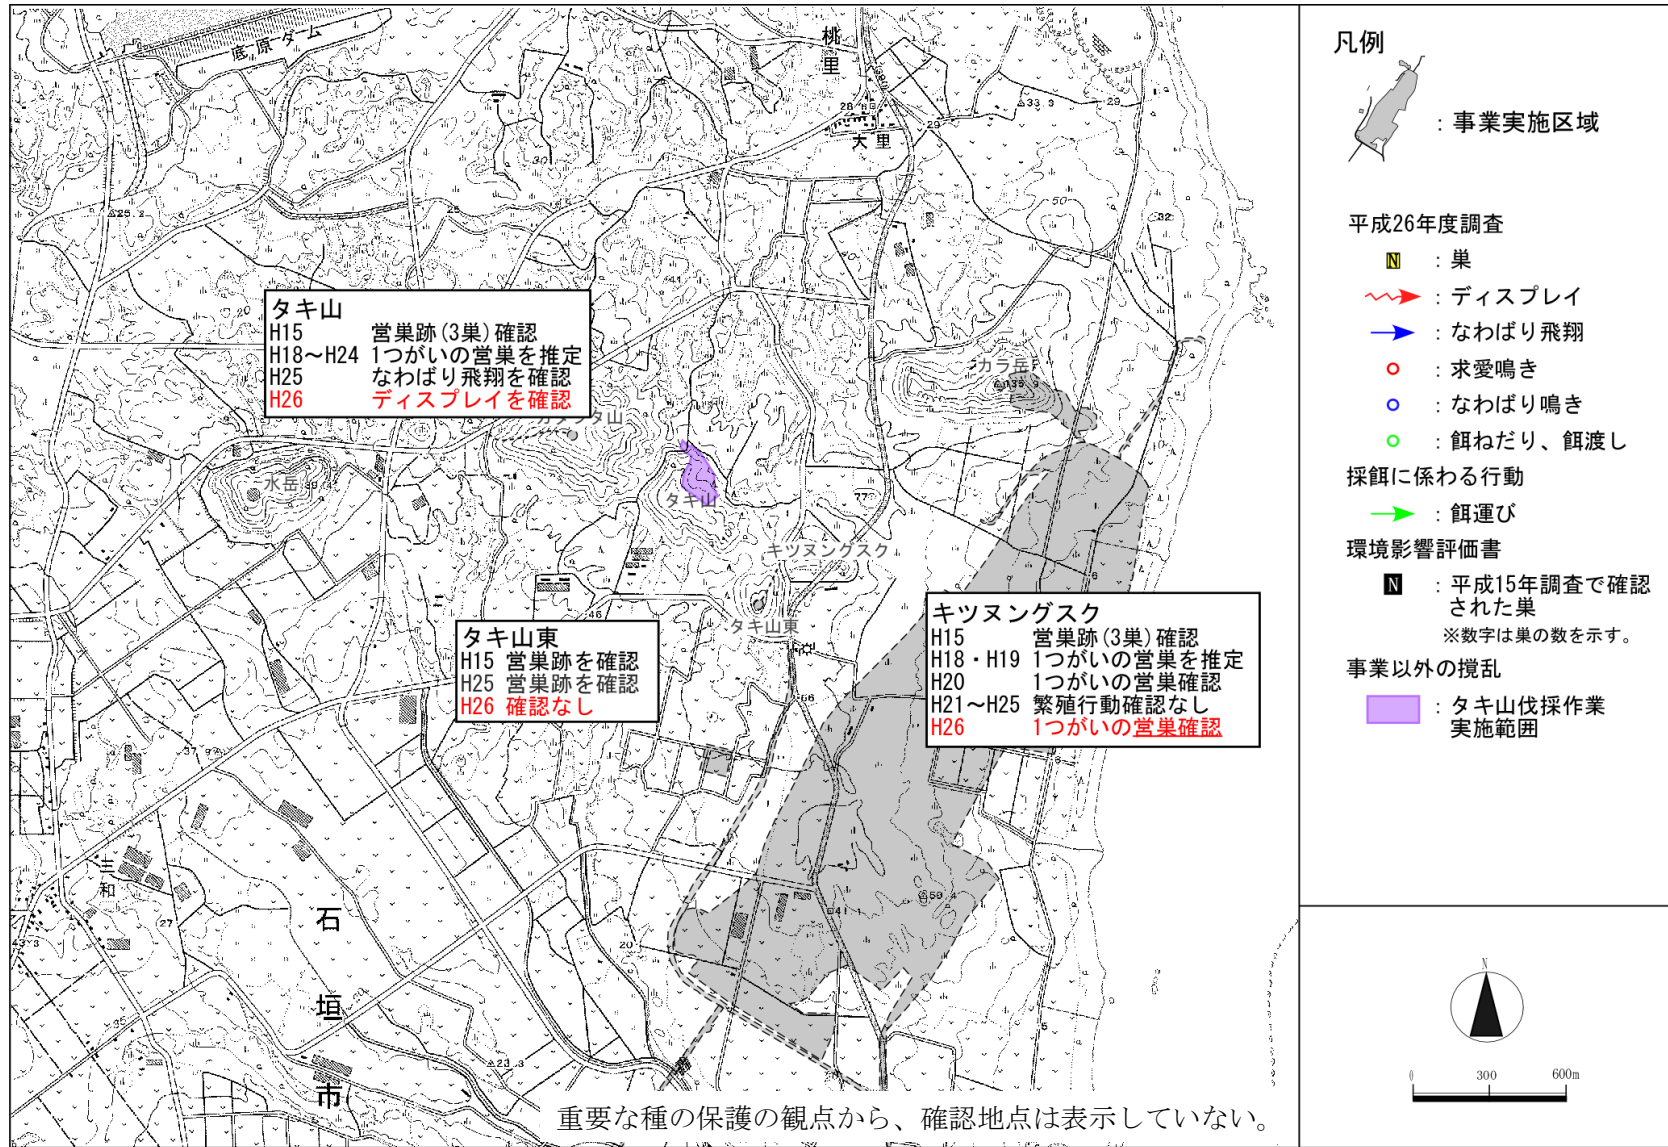 底原ダーム
桃里
大里
タキ山
H15 営巣跡(3巣)確認
H18～H24 1つがいの営巣を推定
H25 なわばり飛翔を確認
H26 ディスプレイを確認
カラ岳
水岳
タキ山
キツヌングスク
タキ山東
タキ山東
H15 営巣跡を確認
H25 営巣跡を確認
H26 確認なし
キツヌングスク
H15 営巣跡(3巣)確認
H18・H19 1つがいの営巣を推定
H20 1つがいの営巣確認
H21～H25 繁殖行動確認なし
H26 1つがいの営巣確認
三和
石垣市
重要な種の保護の観点から、確認地点は表示していない。
凡例
：事業実施区域
平成26年度調査
N ：巣
：ディスプレイ
：なわばり飛翔
：求愛鳴き
：なわばり鳴き
：餌ねだり、餌渡し
採餌に係わる行動
：餌運び
環境影響評価書
N ：平成15年調査で確認
された巣
※数字は巣の数を示す。
事業以外の撹乱
：タキ山伐採作業
実施範囲
N
0 300 600m